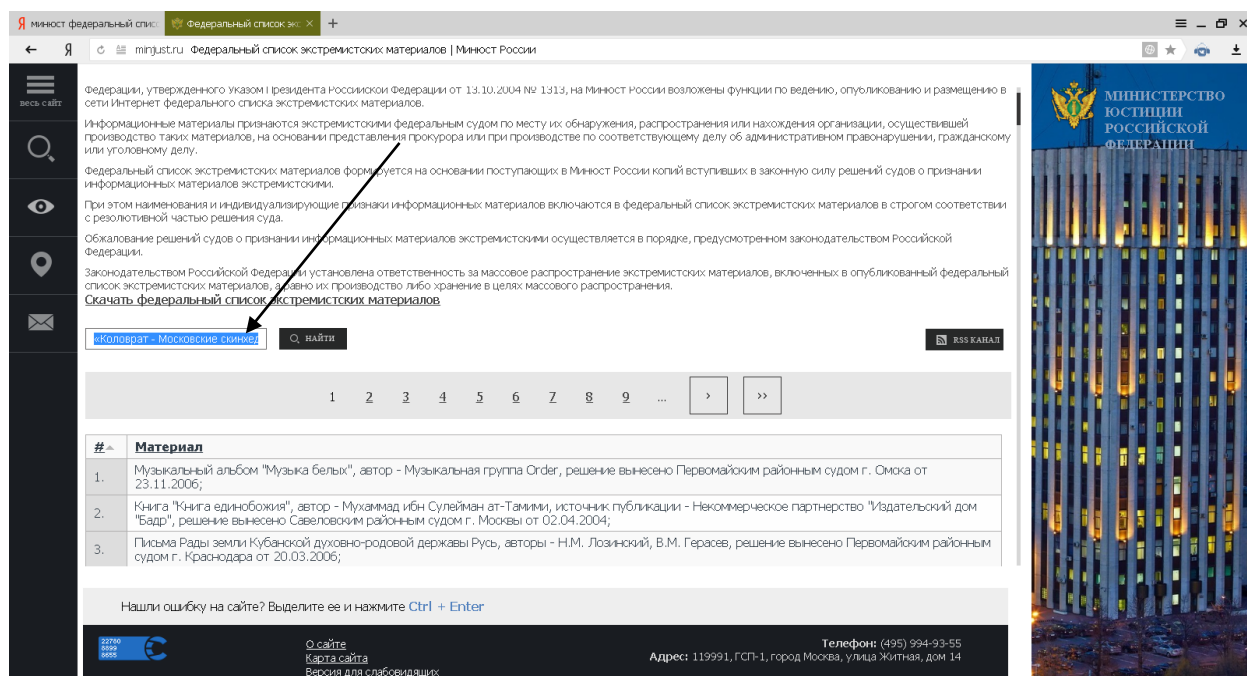 Я минюст федеральный спис
Федеральный список экс
Я minjust.ru Федеральный список экстремистских материалов | Минюст России
весь сайт
Федерации, утвержденного Указом Президента Российской Федерации от 13.10.2004 № 1313, на Минюст России возложены функции по ведению, опубликованию и размещению в
сети Интернет федерального списка экстремистских материалов.
Информационные материалы признаются экстремистскими федеральным судом по месту их обнаружения, распространения или нахождения организации, осуществившей
производство таких материалов, на основании представления прокурора или при производстве по соответствующему делу об административном правонарушении, гражданскому
или уголовному делу.
Федеральный список экстремистских материалов формируется на основании поступающих в Минюст России копий вступивших в законную силу решений судов о признании
информационных материалов экстремистскими.
При этом наименования и индивидуализирующие признаки информационных материалов включаются в федеральный список экстремистских материалов в строгом соответствии
с резолютивной частью решения суда.
Обжалование решений судов о признании информационных материалов экстремистскими осуществляется в порядке, предусмотренном законодательством Российской
Федерации.
Законодательством Российской Федерации установлена ответственность за массовое распространение экстремистских материалов, включенных в опубликованный федеральный
список экстремистских материалов, а равно их производство либо хранение в целях массового распространения.
Скачать федеральный список экстремистских материалов
«Коловрат - Московские скинхед
НАЙТИ
RSS КАНАЛ
1 2 3 4 5 6 7 8 9 ... > >>
# Материал
1. Музыкальный альбом "Музыка белых", автор - Музыкальная группа Order, решение вынесено Первомайским районным судом г. Омска от
23.11.2006;
2. Книга "Книга единобожия", автор - Мухаммад ибн Сулейман ат-Тамими, источник публикации - Некоммерческое партнерство "Издательский дом
"Бадр", решение вынесено Савеловским районным судом г. Москвы от 02.04.2004;
3. Письма Рады земли Кубанской духовно-родовой державы Русь, авторы - Н.М. Лозинский, В.М. Герасев, решение вынесено Первомайским районным
судом г. Краснодара от 20.03.2006;
Нашли ошибку на сайте? Выделите ее и нажмите Ctrl + Enter
22780
8899
6655
О сайте
Карта сайта
Версия для слабовидящих
Телефон: (495) 994-93-55
Адрес: 119991, ГСП-1, город Москва, улица Житная, дом 14
МИНИСТЕРСТВО
ЮСТИЦИИ
РОССИЙСКОЙ
ФЕДЕРАЦИИ